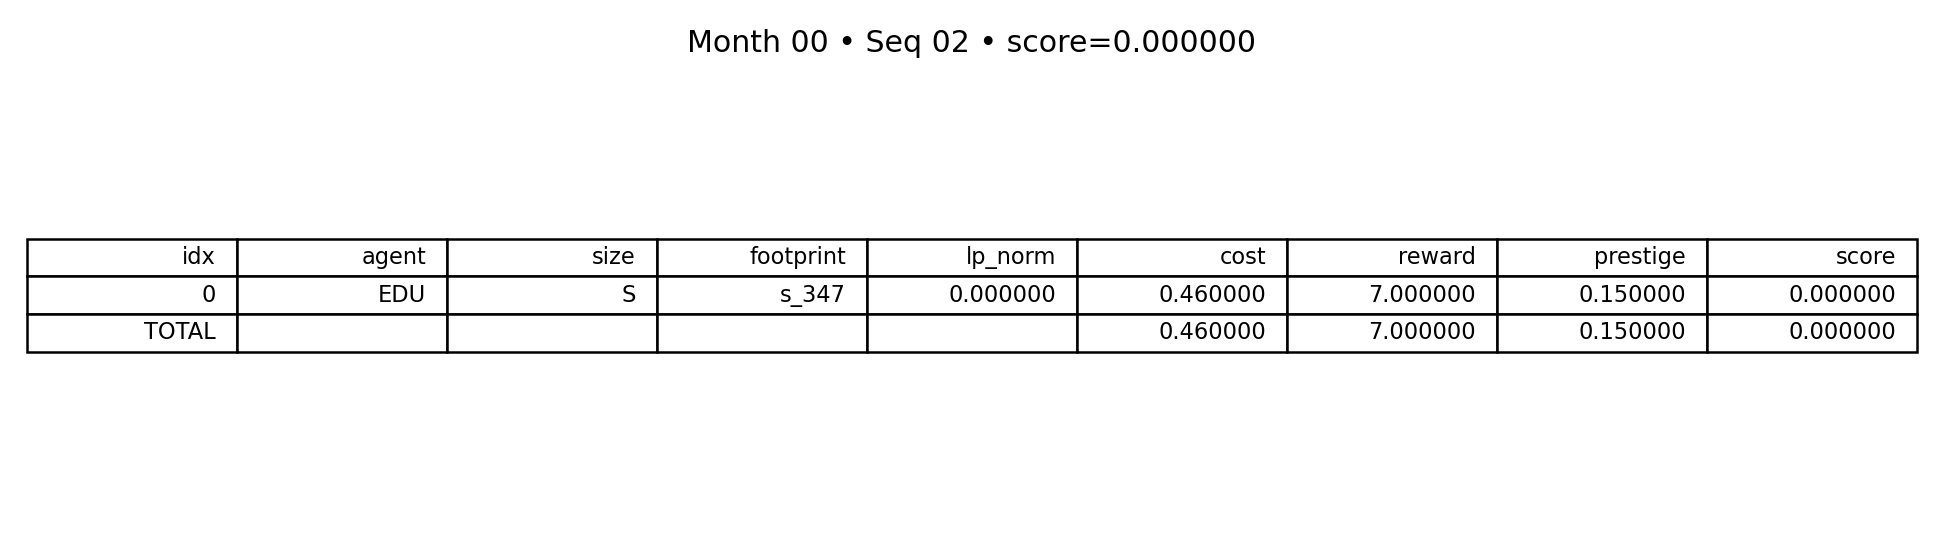 Month 00 • Seq 02 • score=0.000000
idx agent size footprint lp_norm cost reward prestige score
0 EDU S s_347 0.000000 0.460000 7.000000 0.150000 0.000000
TOTAL 0.460000 7.000000 0.150000 0.000000